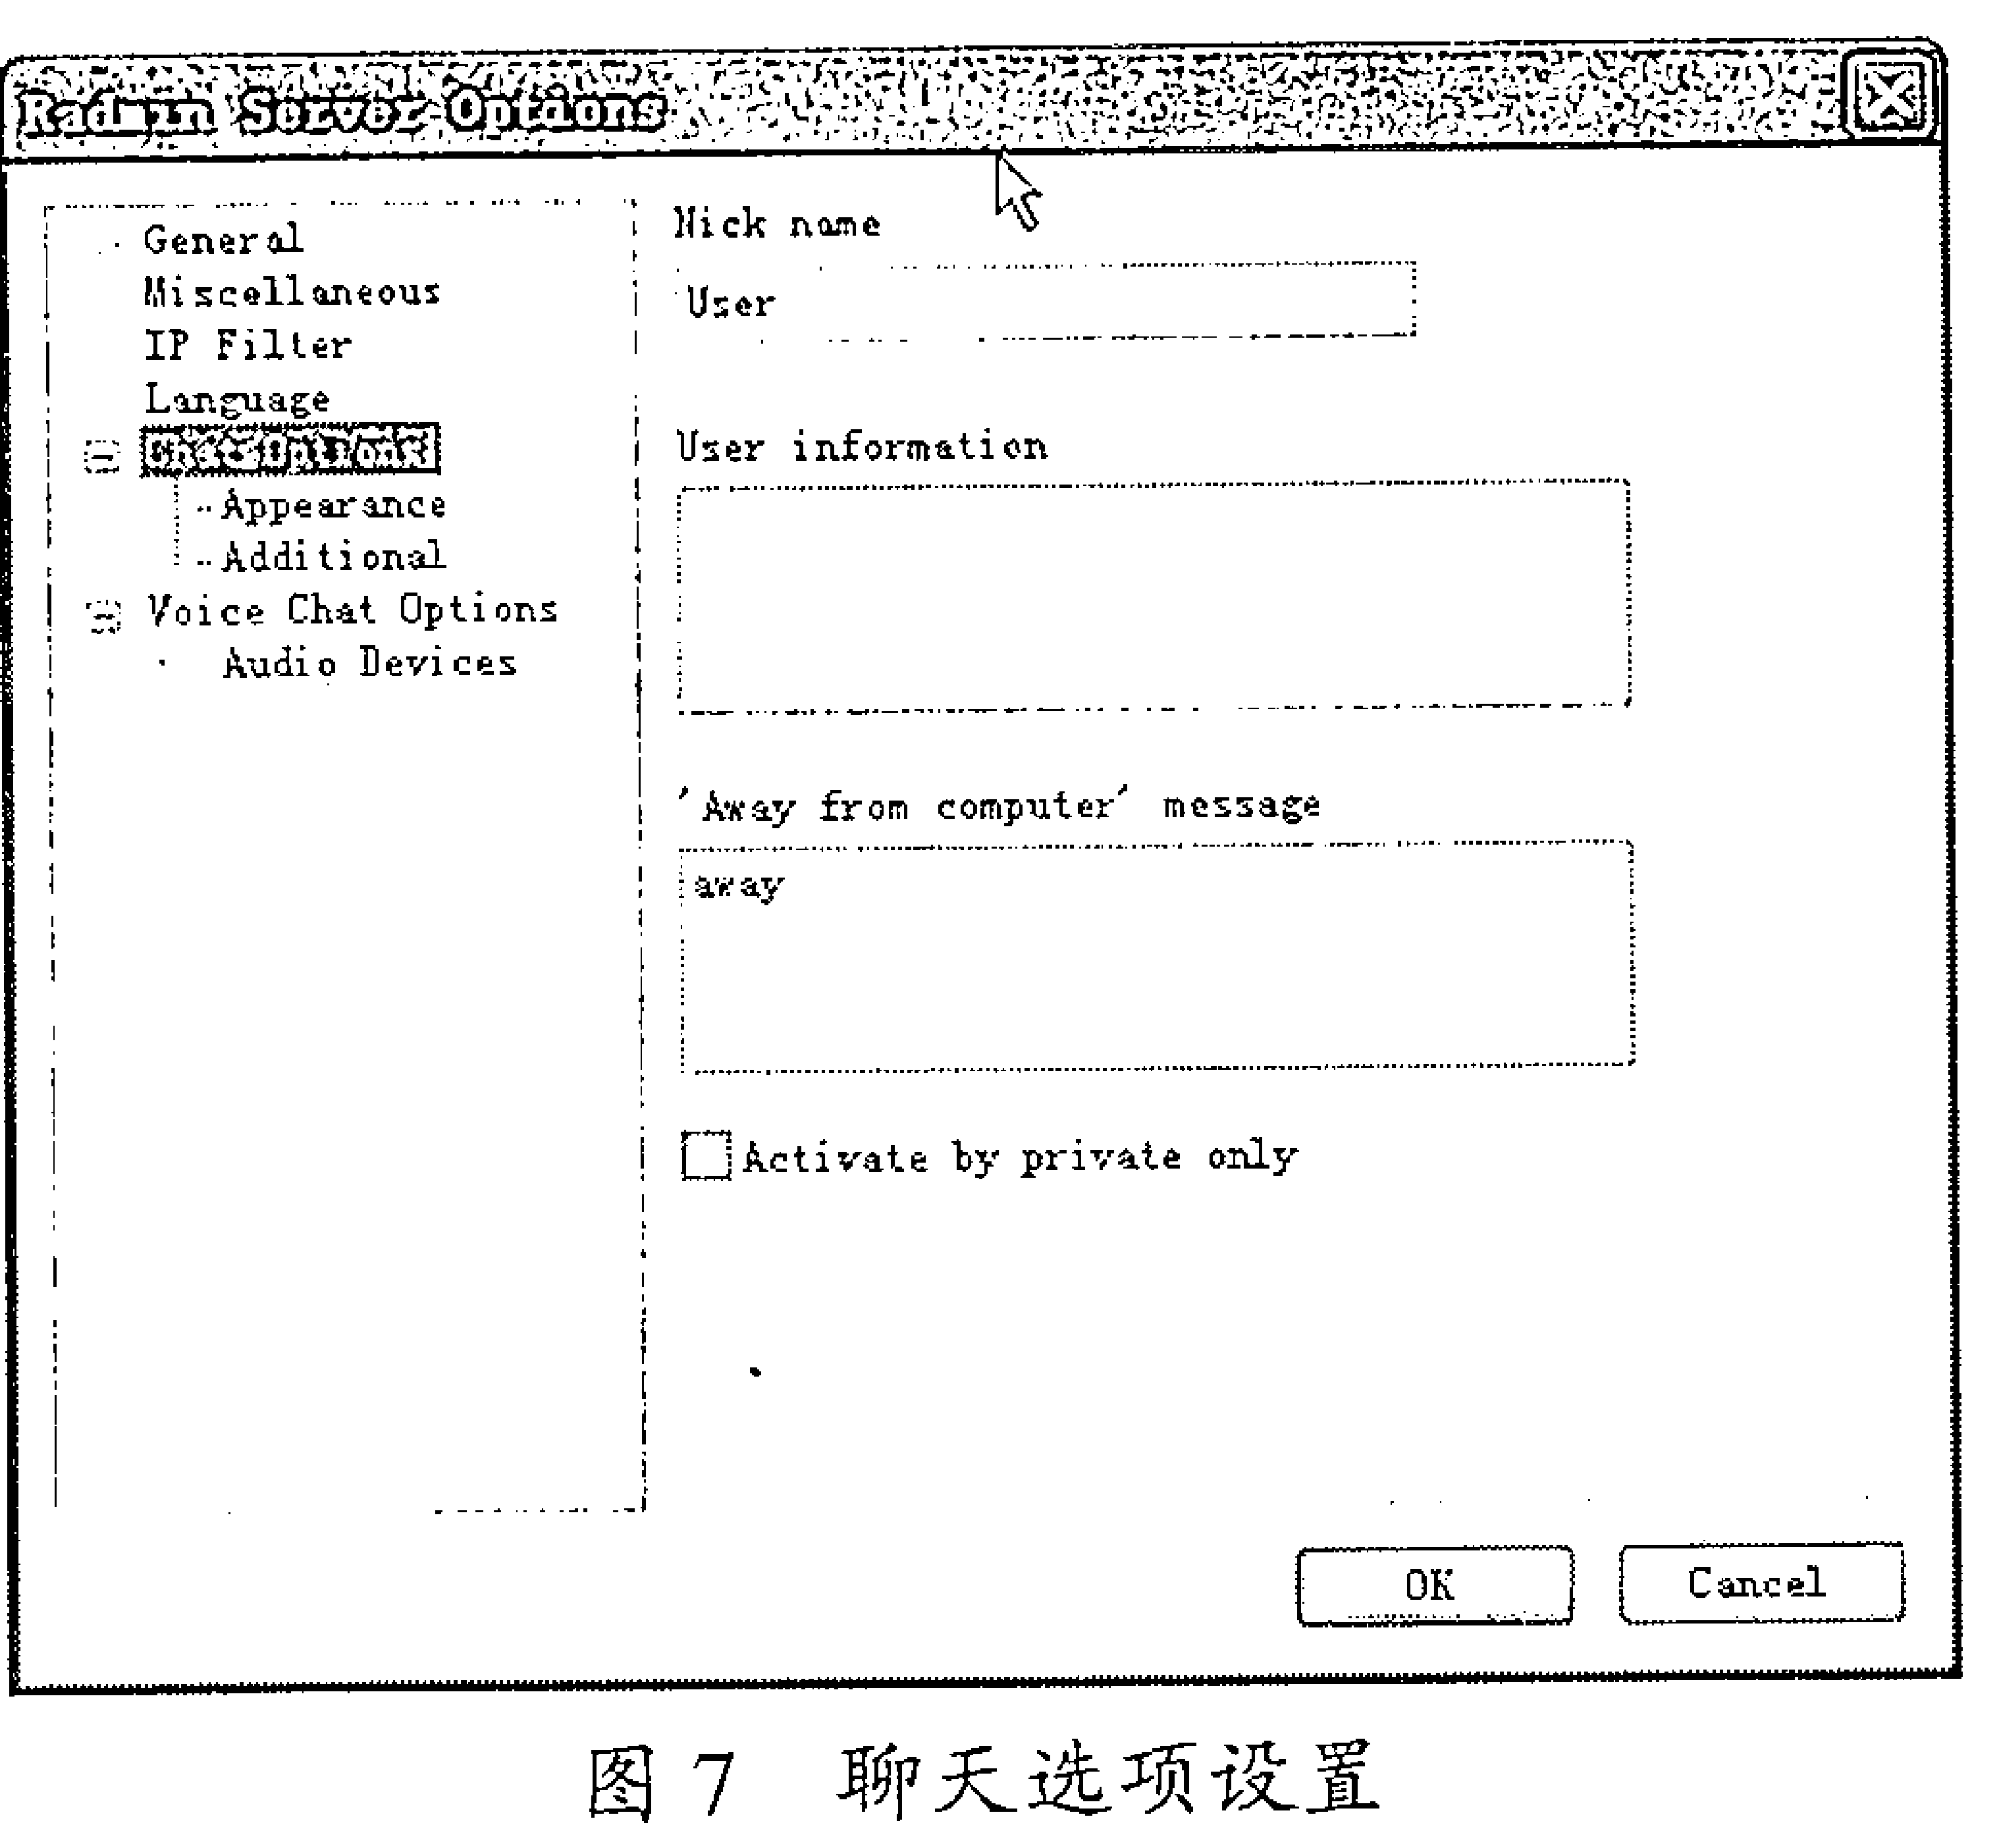 Radmin Server Options
General
Miscellaneous
IP Filter
Language
Chat Options
Appearance
Additional
Voice Chat Options
Audio Devices
Nick name
User
User information
'Away from computer' message
away
Activate by private only
OK
Cancel
图 7 聊天选项设置